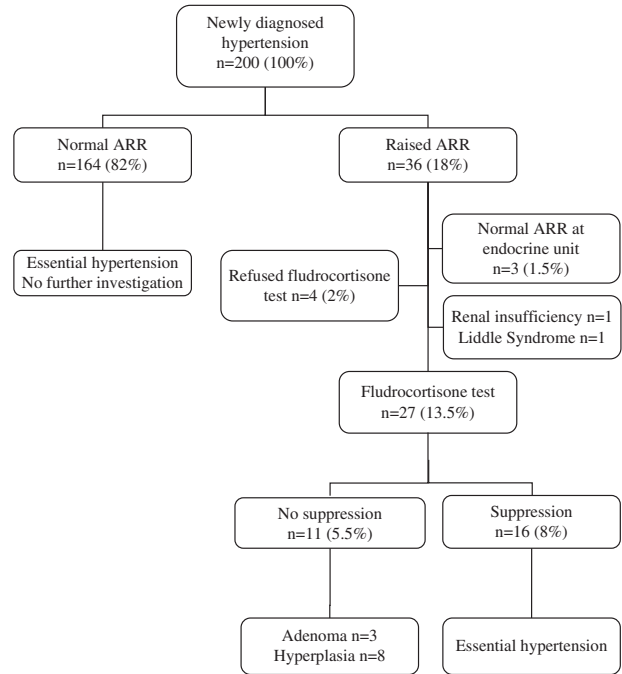 Newly diagnosed
hypertension
n=200 (100%)
Normal ARR
n=164 (82%)
Raised ARR
n=36 (18%)
Essential hypertension
No further investigation
Normal ARR at
endocrine unit
n=3 (1.5%)
Refused fludrocortisone
test n=4 (2%)
Renal insufficiency n=1
Liddle Syndrome n=1
Fludrocortisone test
n=27 (13.5%)
No suppression
n=11 (5.5%)
Suppression
n=16 (8%)
Adenoma n=3
Hyperplasia n=8
Essential hypertension